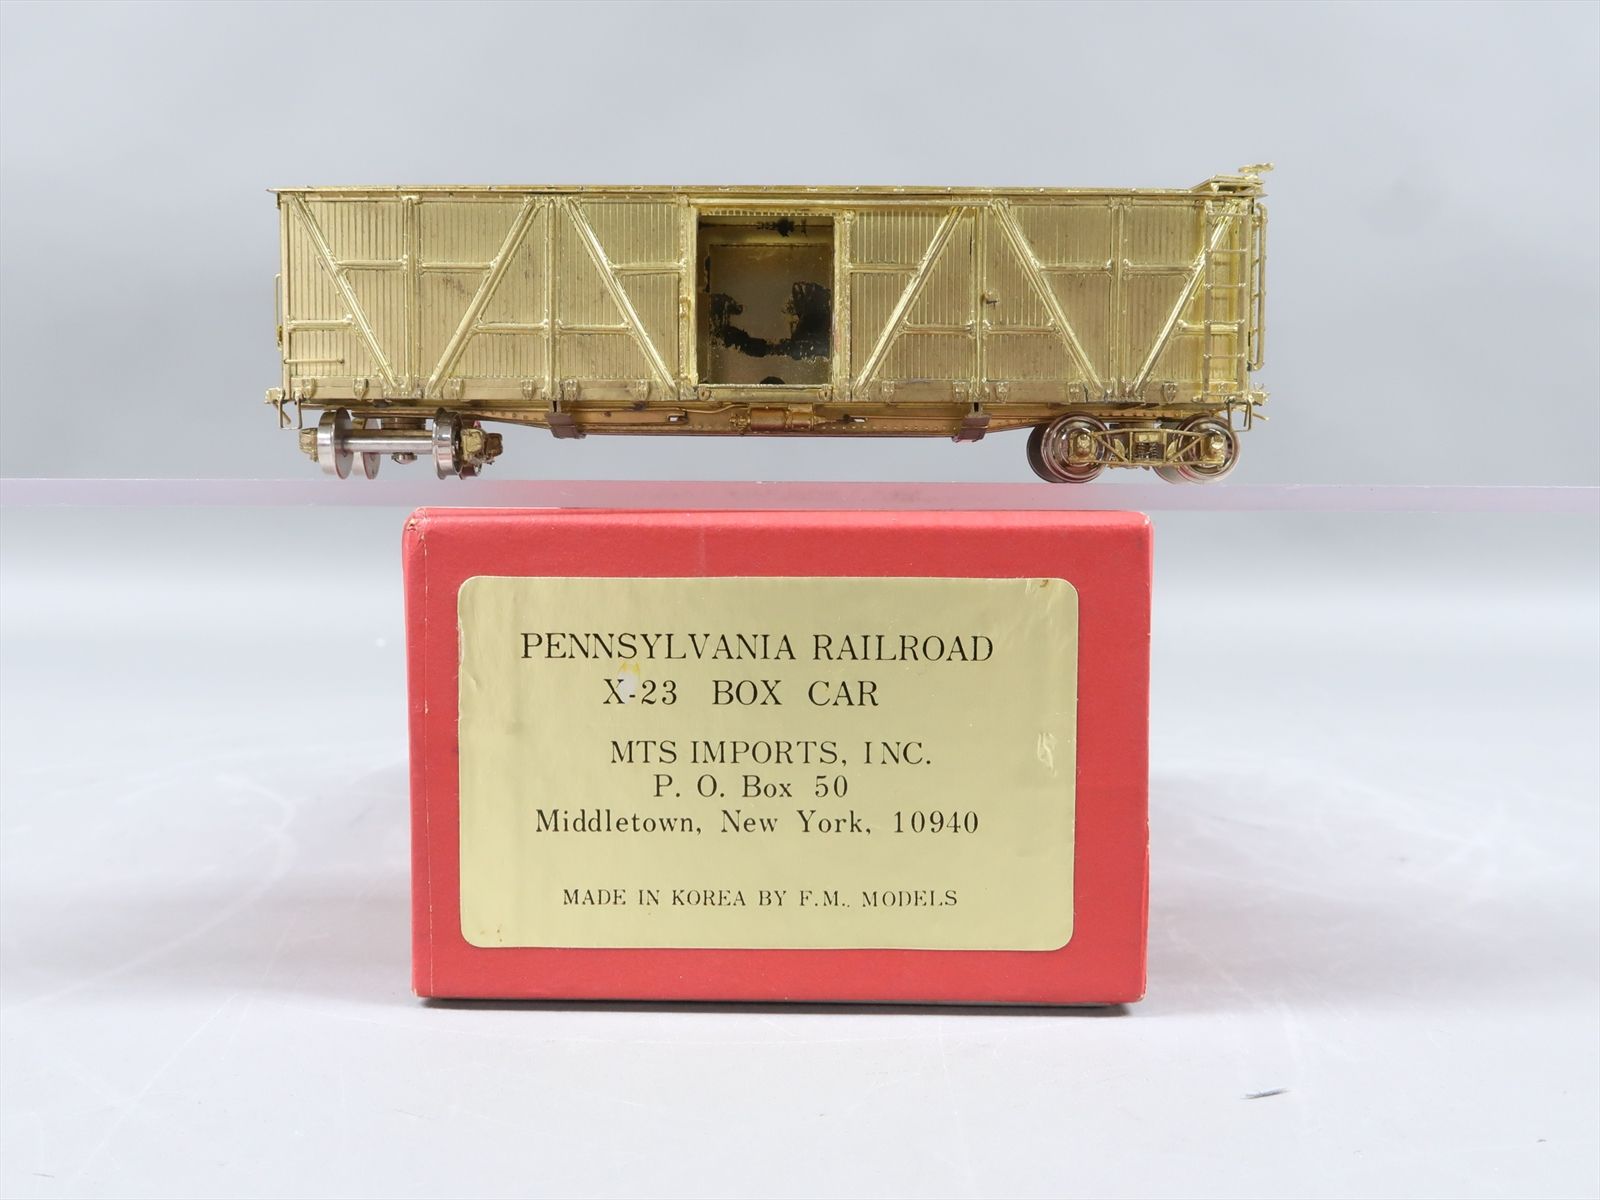 PENNSYLVANIA RAILROAD
X-23 BOX CAR
MTS IMPORTS, INC.
P. O. Box 50
Middletown, New York, 10940
MADE IN KOREA BY F.M.. MODELS